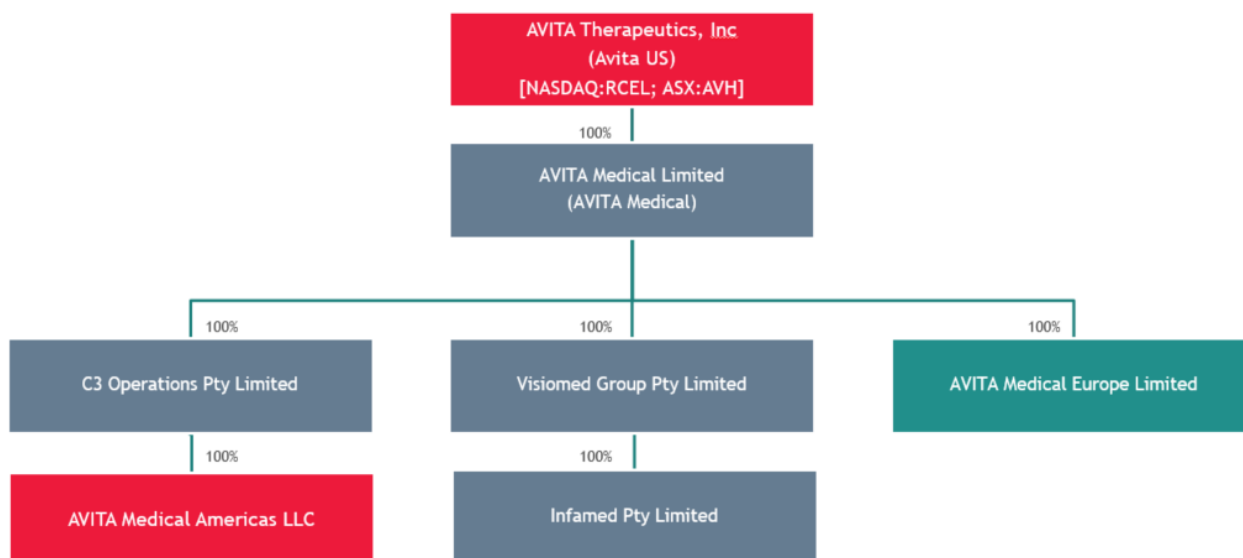 AVITA Therapeutics, Inc
(Avita US)
[NASDAQ:RCEL; ASX:AVH]
100%
AVITA Medical Limited
(AVITA Medical)
100%
100%
100%
C3 Operations Pty Limited
Visiomed Group Pty Limited
AVITA Medical Europe Limited
100%
100%
AVITA Medical Americas LLC
Infamed Pty Limited